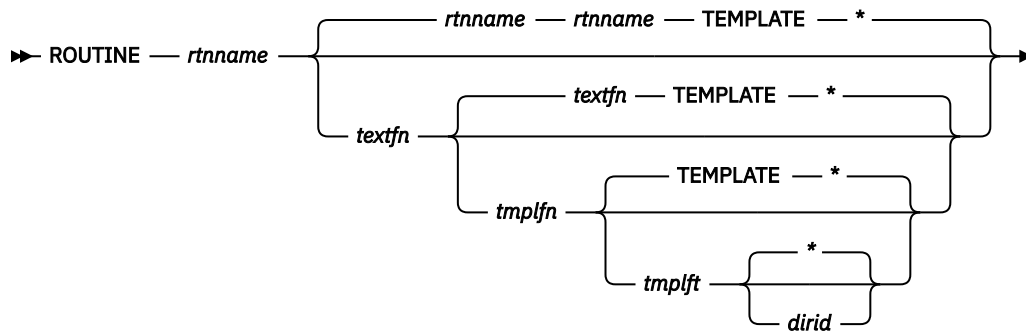 rtnname rtnname TEMPLATE *
ROUTINE rtnname
textfn TEMPLATE *
textfn
TEMPLATE *
tmplfn
*
tmplft
dirid